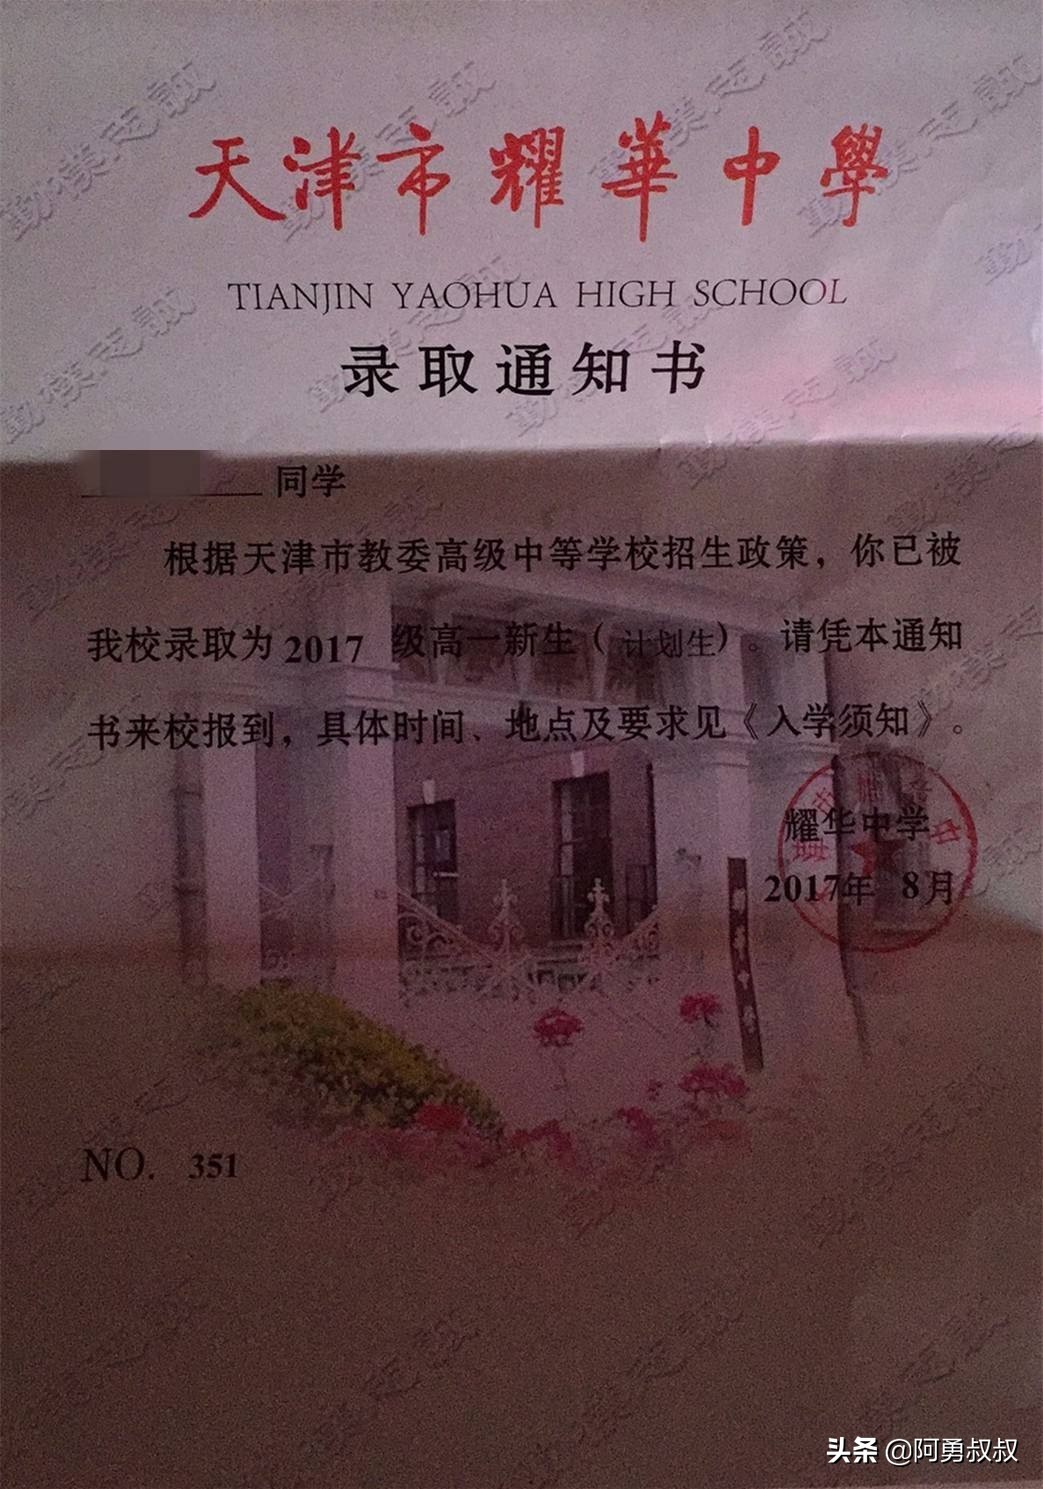 天津市耀華中學
TIANJIN YAOHUA HIGH SCHOOL
录取通知书
同学
根据天津市教委高级中等学校招生政策，你已被
我校录取为 2017 级高一新生（计划生）。请凭本通知
书来校报到，具体时间、地点及要求见《入学须知》。
耀华中学
2017年 8月
NO. 351
头条 @阿勇叔叔